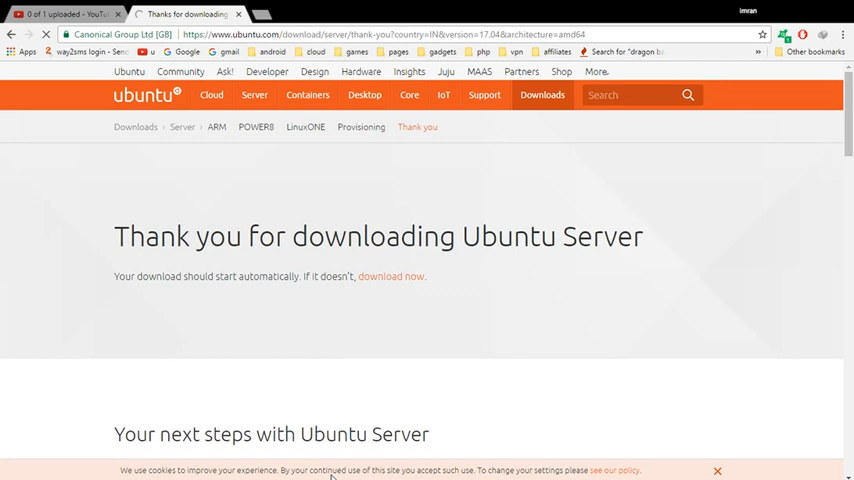 0 of 1 uploaded - YouTu
Thanks for downloading
imran
Canonical Group Ltd [GB] https://www.ubuntu.com/download/server/thank-you?country=IN&version=17.04&architecture=amd64
Apps way2sms login - Send u Google gmail android cloud games pages gadgets php vpn affiliates Search for "dragon ba » Other bookmarks
Ubuntu Community Ask! Developer Design Hardware Insights Juju MAAS Partners Shop More
ubuntu Cloud Server Containers Desktop Core IoT Support Downloads Search
Downloads › Server › ARM POWER8 LinuxONE Provisioning Thank you
Thank you for downloading Ubuntu Server
Your download should start automatically. If it doesn't, download now.
Your next steps with Ubuntu Server
We use cookies to improve your experience. By your continued use of this site you accept such use. To change your settings please see our policy.